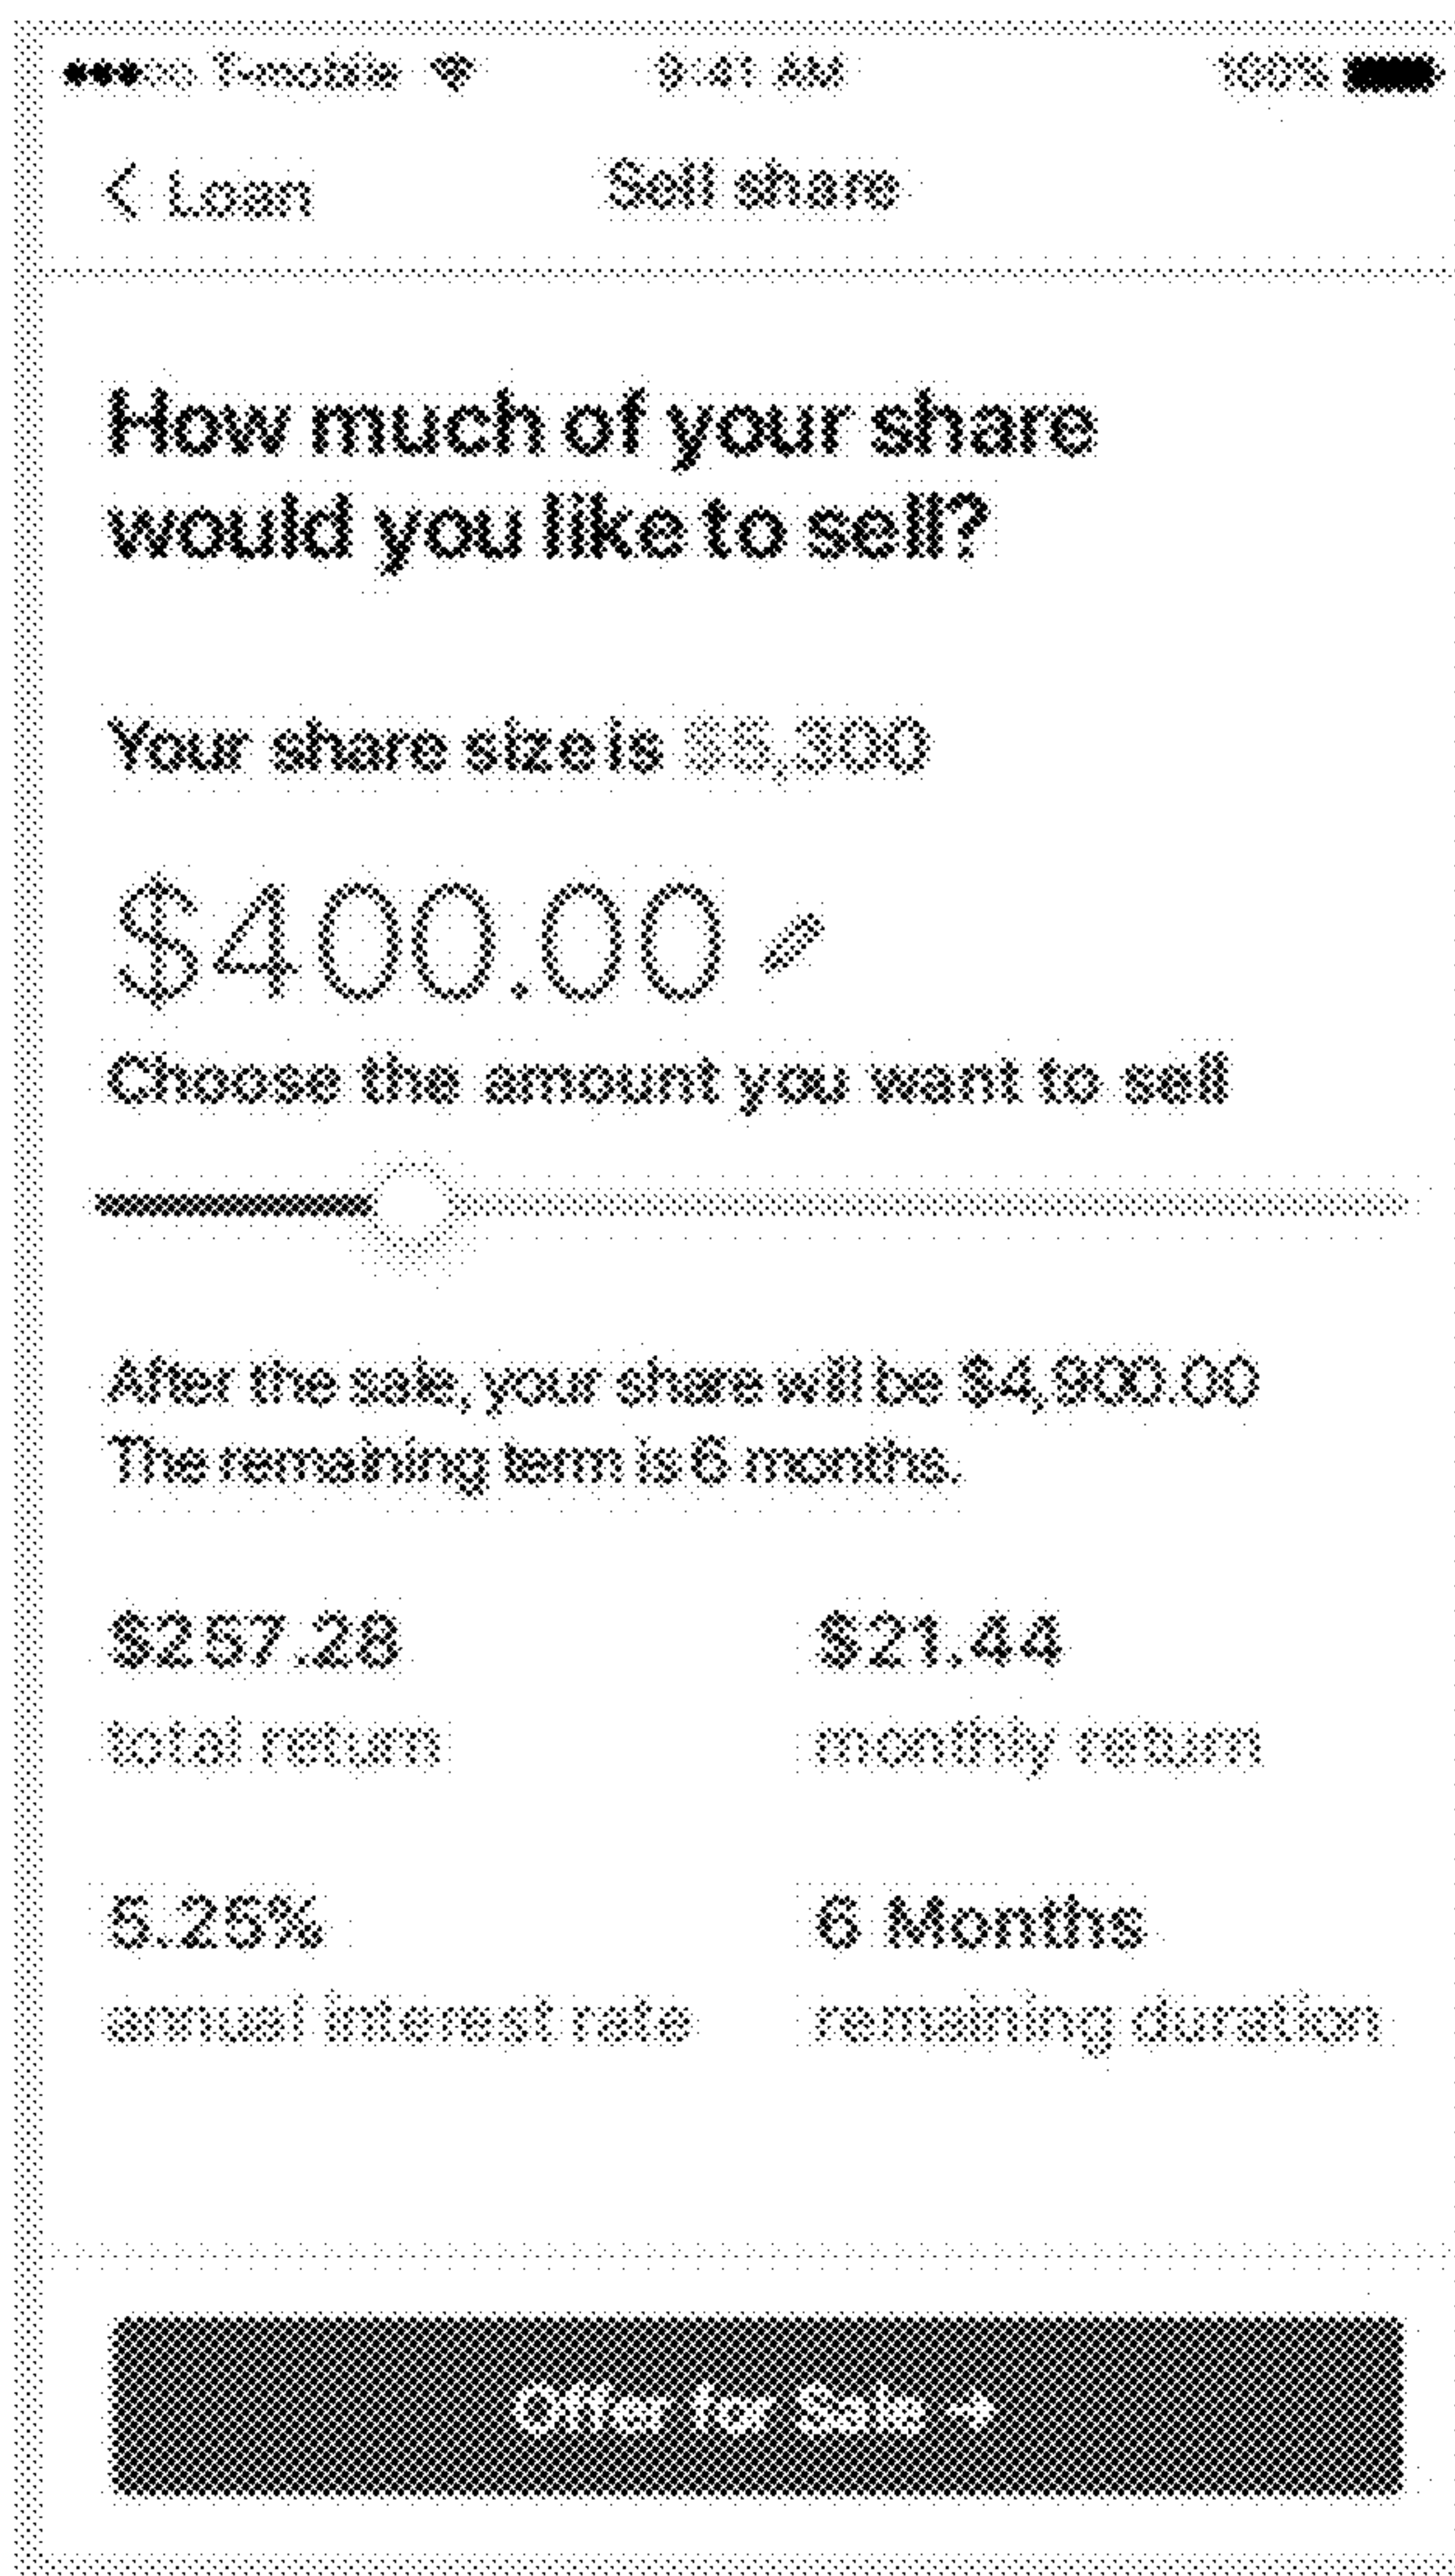 T-mobile 9:41 AM 100%
Loan Sell share
How much of your share
would you like to sell?
Your share size is $5,300
$400.00
Choose the amount you want to sell
After the sale, your share will be $4,900.00
The remaining term is 6 months.
$257.28 $21.44
total return monthly return
5.25% 6 Months
annual interest rate remaining duration
Offer for Sale →